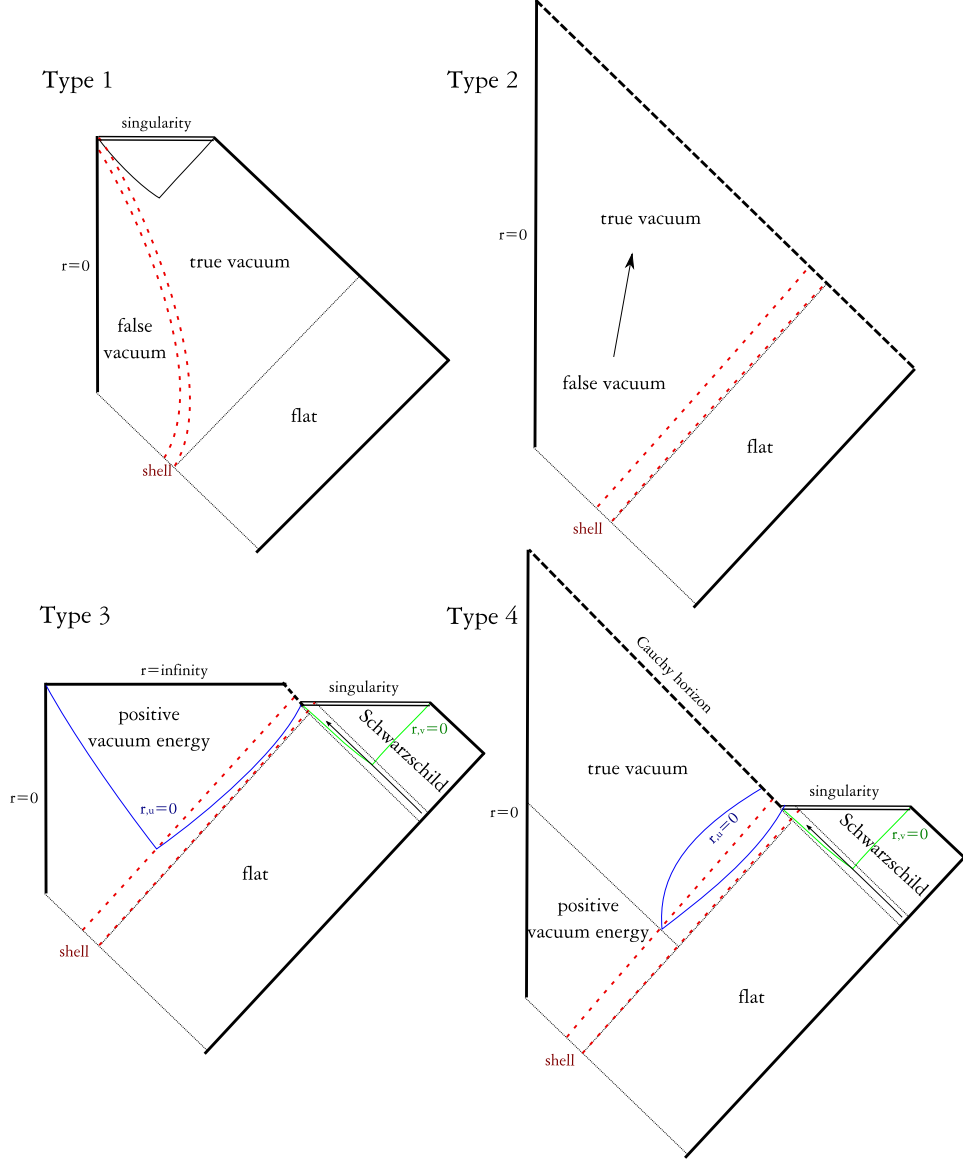 Type 1
singularity
r=0
true vacuum
false
vacuum
flat
shell
Type 2
true vacuum
r=0
false vacuum
flat
shell
Type 3
r=infinity
singularity
positive
vacuum energy
Schwarzschild
r,v=0
r=0
r,u=0
flat
shell
Type 4
Cauchy horizon
true vacuum
singularity
r=0
r,u=0
Schwarzschild
r,v=0
positive
vacuum energy
flat
shell